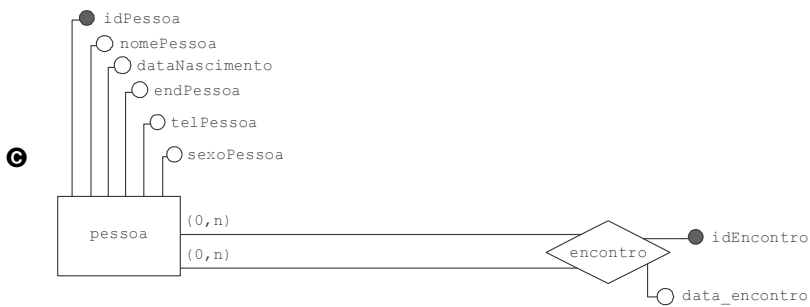 idPessoa
nomePessoa
dataNascimento
endPessoa
telPessoa
C
sexoPessoa
(0,n)
pessoa
(0,n)
encontro
idEncontro
data_encontro